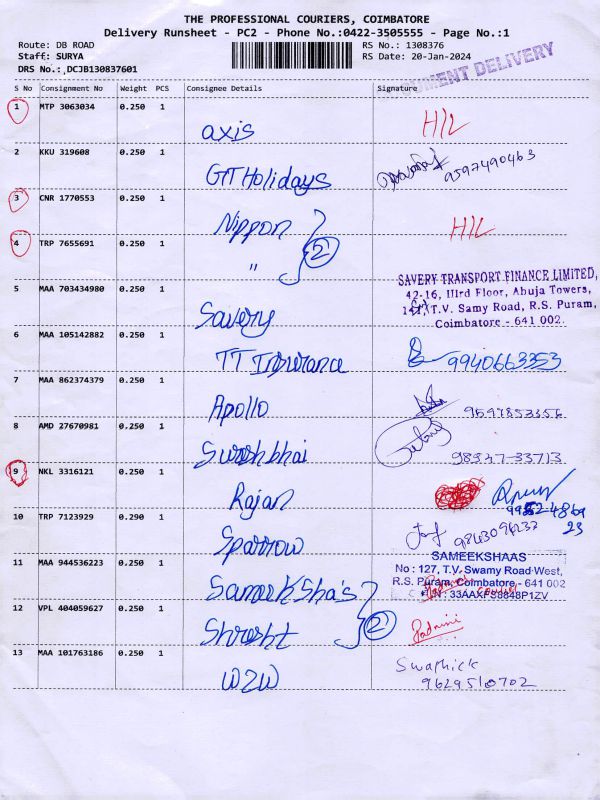 THE PROFESSIONAL COURIERS, COIMBATORE
Delivery Runsheet - PC2 - Phone No.:0422-3505555 - Page No.:1
Route: DB ROAD RS No.: 1308376
Staff: SURYA RS Date: 20-Jan-2024
DRS No.: DCJB130837601 DELIVERY
S No Consignment No Weight PCS Consignee Details Signature
1 MTP 3063034 0.250 1 axis H/L
2 KKU 319608 0.250 1 GTT Holidays 9597490463
3 CNR 1770553 0.250 1 Nippon H/L
4 TRP 7655691 0.250 1 " 2
5 MAA 703434980 0.250 1 Savery
SAVERY TRANSPORT FINANCE LIMITED,
42-16, IIIrd Floor, Abuja Towers,
T.V. Samy Road, R.S. Puram,
Coimbatore - 641 002.
6 MAA 105142882 0.250 1 TT Insurance 9940663353
7 MAA 862374379 0.250 1 Apollo 9597853356
8 AMD 27670981 0.250 1 Sureshbhai 98937-33713
9 NKL 3316121 0.250 1 Rajan
10 TRP 7123929 0.290 1 Sparrow
11 MAA 944536223 0.250 1 Sameeksha's
SAMEEKSHAAS
No : 127, T.V. Swamy Road West,
R.S. Puram, Coimbatore - 641 002
: 33AAXFS8848P1ZV
12 VPL 404059627 0.250 1 Shresht 2 Padmini
13 MAA 101763186 0.250 1 W2W Swathick
9629510702